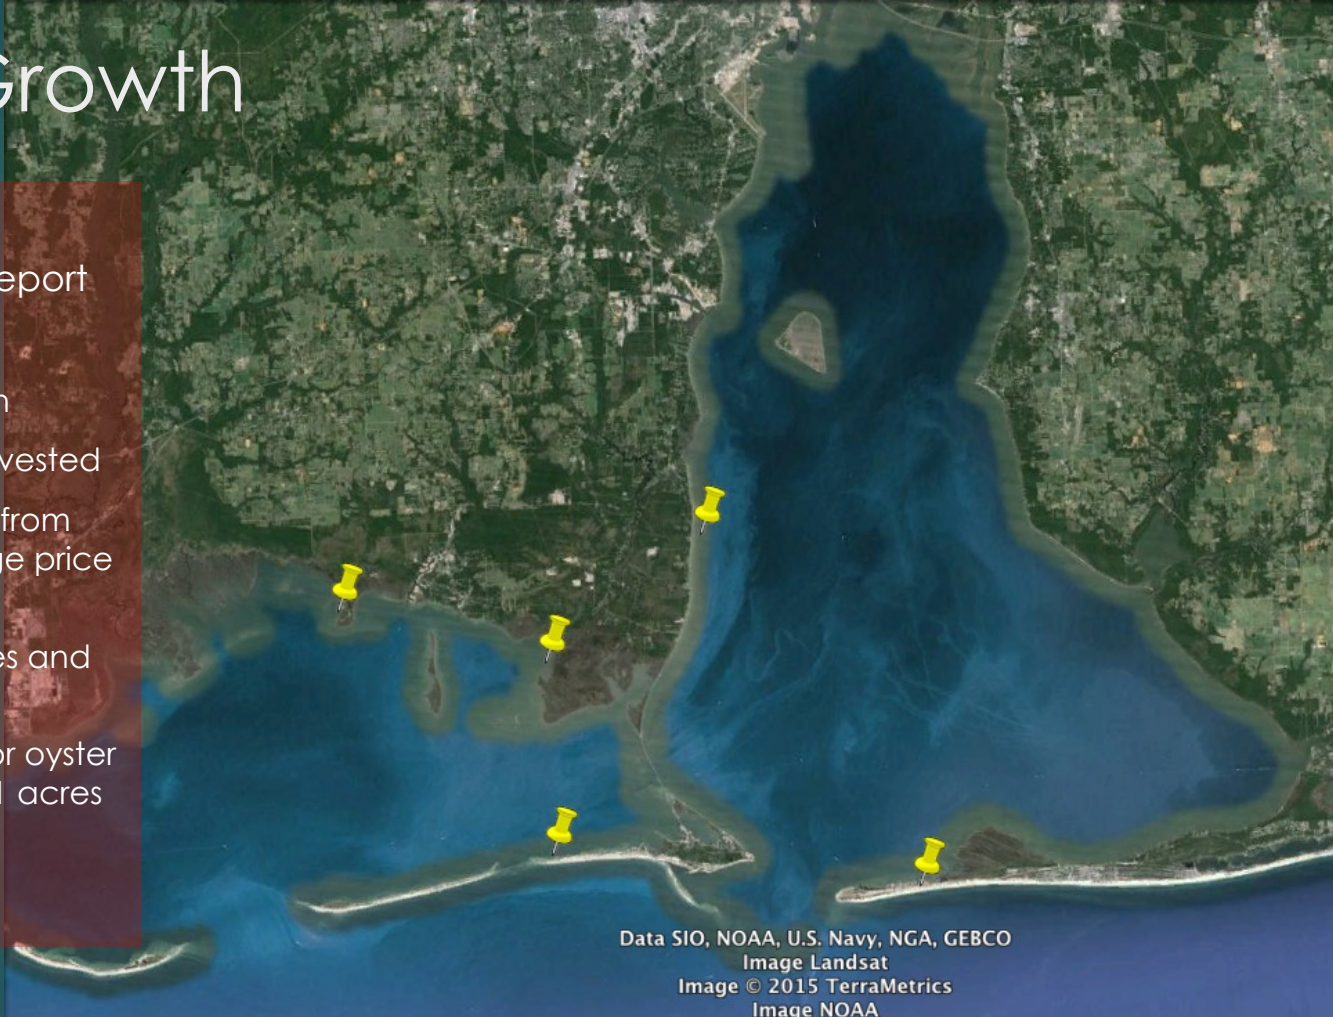 Growth
eport
n
vested
from
ge price
es and
or oyster
acres
Data SIO, NOAA, U.S. Navy, NGA, GEBCO
Image Landsat
Image © 2015 TerraMetrics
Image NOAA